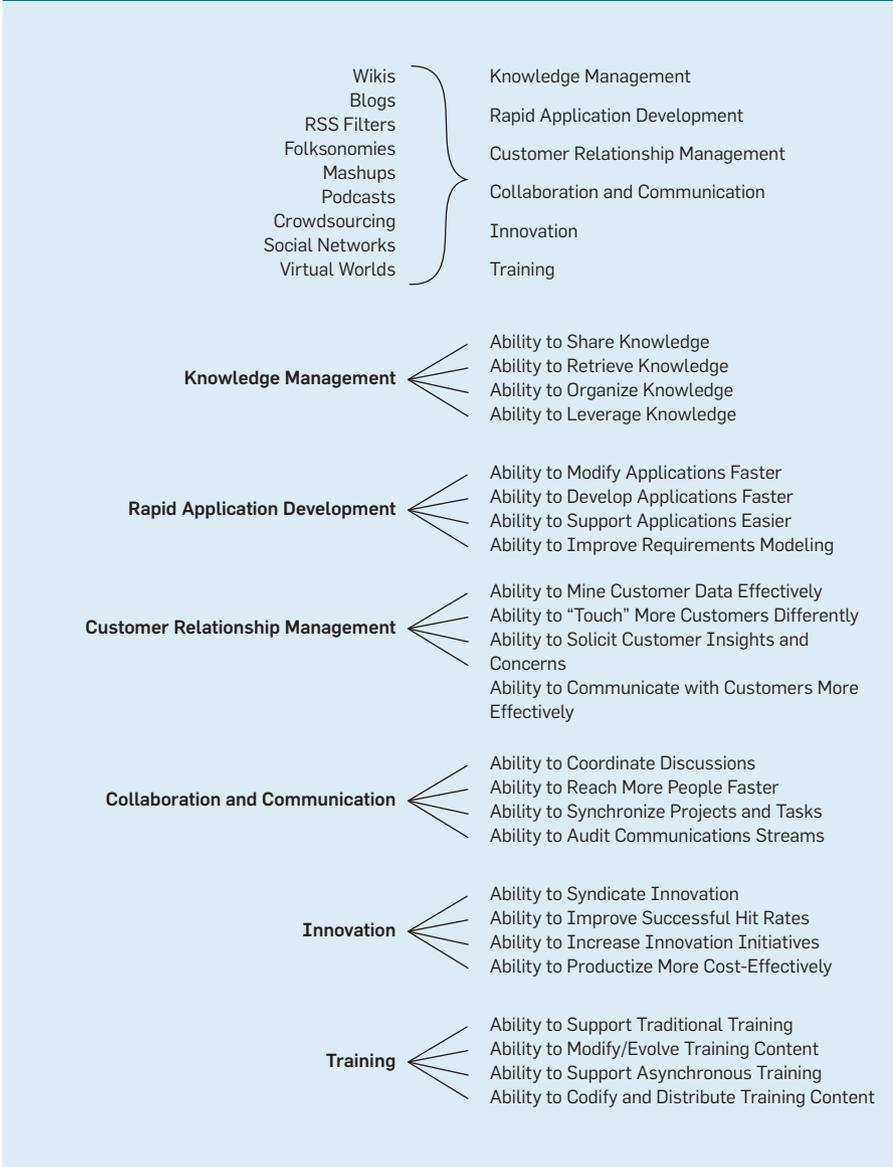 Wikis
Blogs
RSS Filters
Folksonomies
Mashups
Podcasts
Crowdsourcing
Social Networks
Virtual Worlds
Knowledge Management
Rapid Application Development
Customer Relationship Management
Collaboration and Communication
Innovation
Training
Knowledge Management
Ability to Share Knowledge
Ability to Retrieve Knowledge
Ability to Organize Knowledge
Ability to Leverage Knowledge
Rapid Application Development
Ability to Modify Applications Faster
Ability to Develop Applications Faster
Ability to Support Applications Easier
Ability to Improve Requirements Modeling
Customer Relationship Management
Ability to Mine Customer Data Effectively
Ability to “Touch” More Customers Differently
Ability to Solicit Customer Insights and
Concerns
Ability to Communicate with Customers More
Effectively
Collaboration and Communication
Ability to Coordinate Discussions
Ability to Reach More People Faster
Ability to Synchronize Projects and Tasks
Ability to Audit Communications Streams
Innovation
Ability to Syndicate Innovation
Ability to Improve Successful Hit Rates
Ability to Increase Innovation Initiatives
Ability to Productize More Cost-Effectively
Training
Ability to Support Traditional Training
Ability to Modify/Evolve Training Content
Ability to Support Asynchronous Training
Ability to Codify and Distribute Training Content